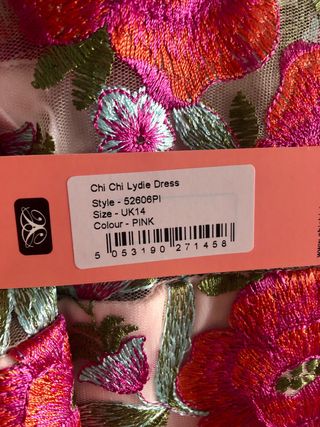 Chi Chi Lydie Dress
Style - 52606PI
Size - UK14
Colour - PINK
5 053190 271458